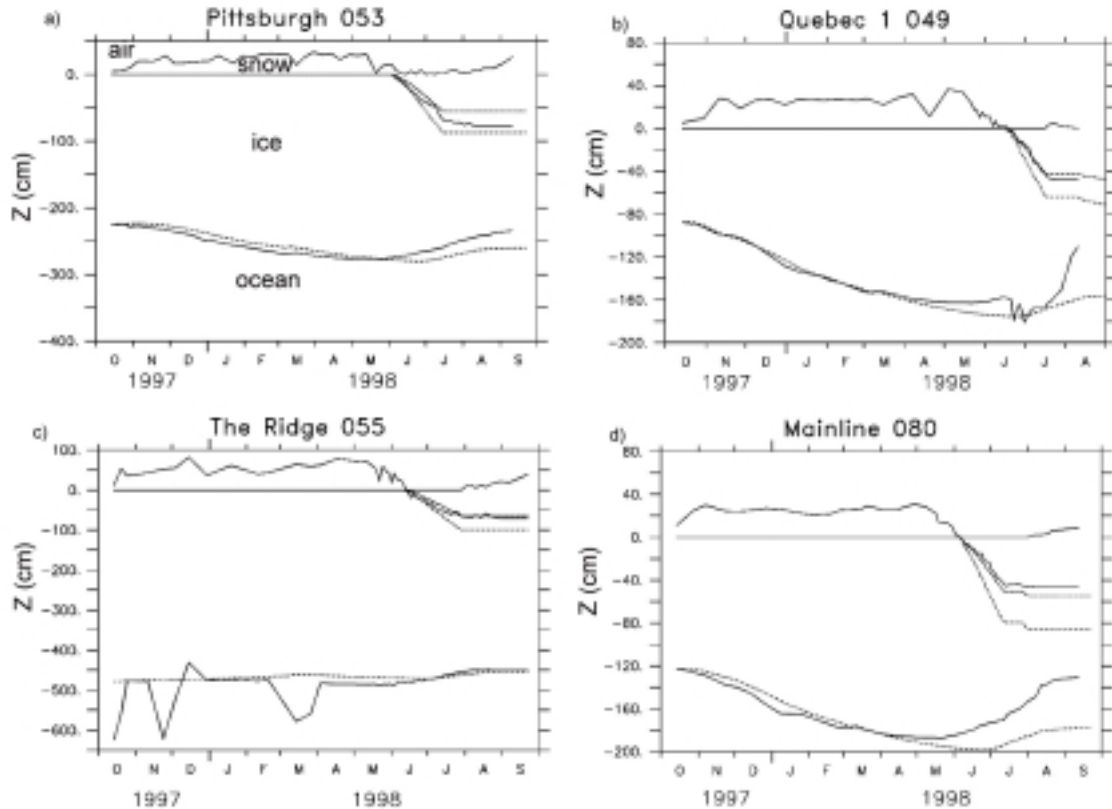 a)
Pittsburgh 053
air
snow
ice
ocean
Z (cm)
0.
-100.
-200.
-300.
-400.
O N D J F M A M J J A S
1997 1998
b)
Quebec 1 049
Z (cm)
80.
40.
0.
-40.
-80.
-120.
-160.
-200.
O N D J F M A M J J A
1997 1998
c)
The Ridge 055
Z (cm)
100.
0.
-100.
-200.
-300.
-400.
-500.
-600.
O N D J F M A M J J A S
1997 1998
d)
Mainline 080
Z (cm)
80.
40.
0.
-40.
-80.
-120.
-160.
-200.
O N D J F M A M J J A S
1997 1998